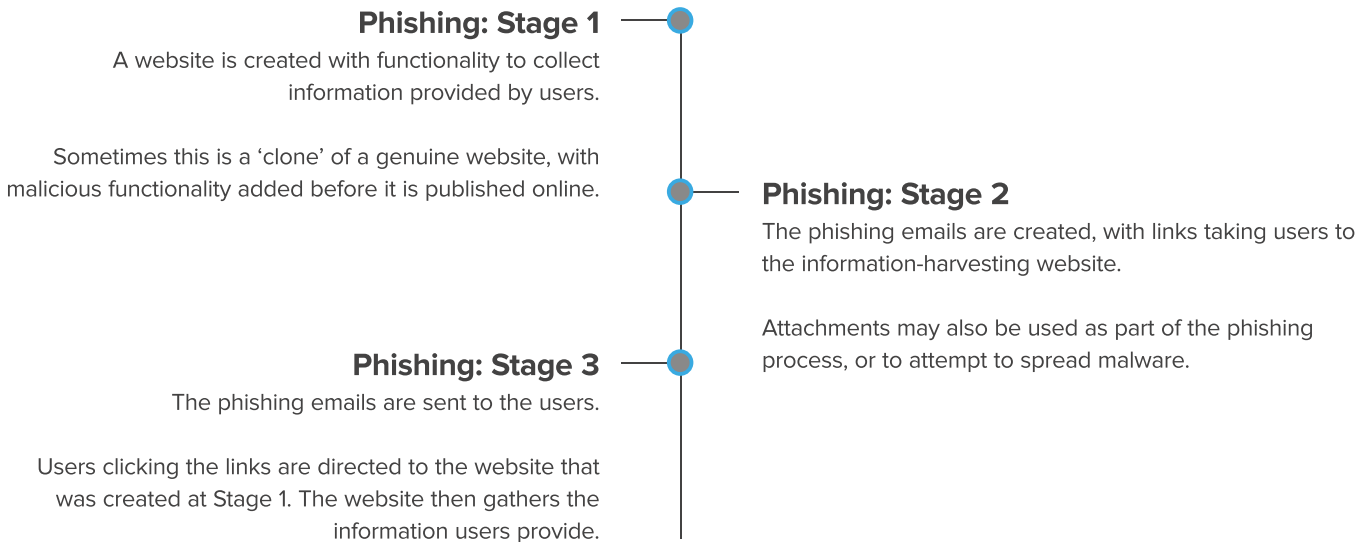 Phishing: Stage 1
A website is created with functionality to collect
information provided by users.
Sometimes this is a ‘clone’ of a genuine website, with
malicious functionality added before it is published online.
Phishing: Stage 2
The phishing emails are created, with links taking users to
the information-harvesting website.
Attachments may also be used as part of the phishing
process, or to attempt to spread malware.
Phishing: Stage 3
The phishing emails are sent to the users.
Users clicking the links are directed to the website that
was created at Stage 1. The website then gathers the
information users provide.